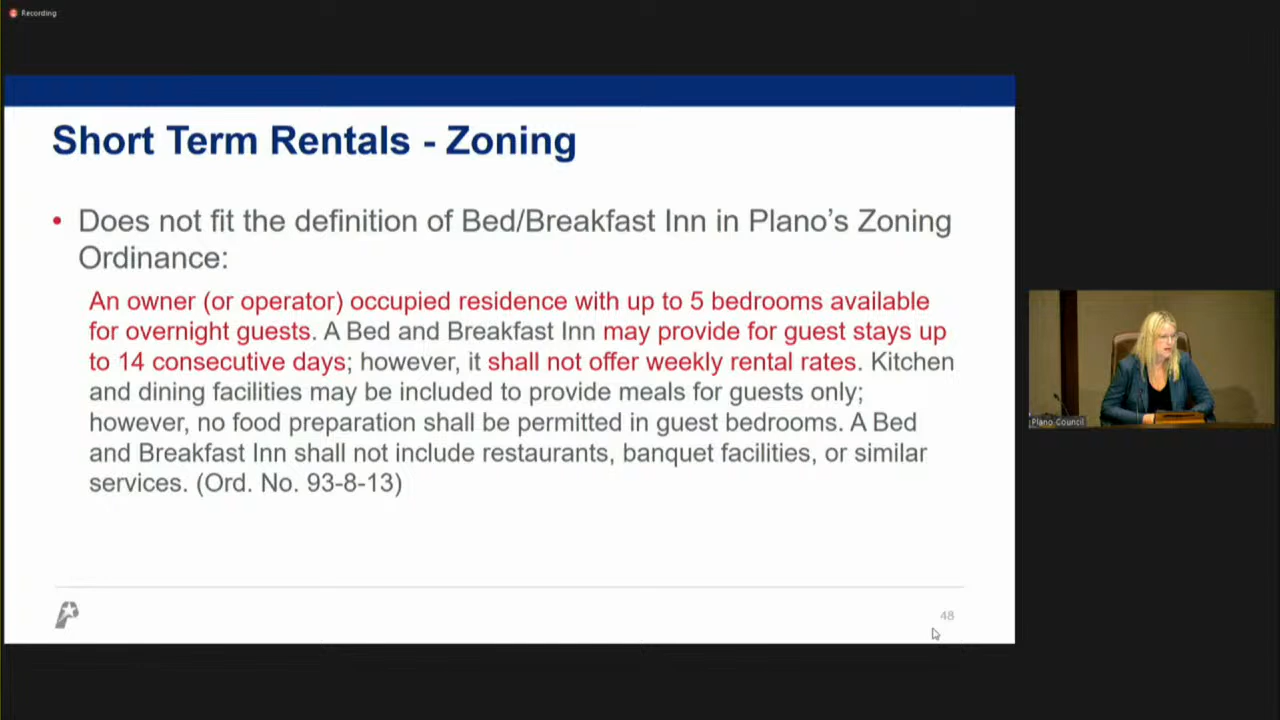 Recording
Short Term Rentals - Zoning
• Does not fit the definition of Bed/Breakfast Inn in Plano’s Zoning
Ordinance:
An owner (or operator) occupied residence with up to 5 bedrooms available
for overnight guests. A Bed and Breakfast Inn may provide for guest stays up
to 14 consecutive days; however, it shall not offer weekly rental rates. Kitchen
and dining facilities may be included to provide meals for guests only;
however, no food preparation shall be permitted in guest bedrooms. A Bed
and Breakfast Inn shall not include restaurants, banquet facilities, or similar
services. (Ord. No. 93-8-13)
48
Plano Council